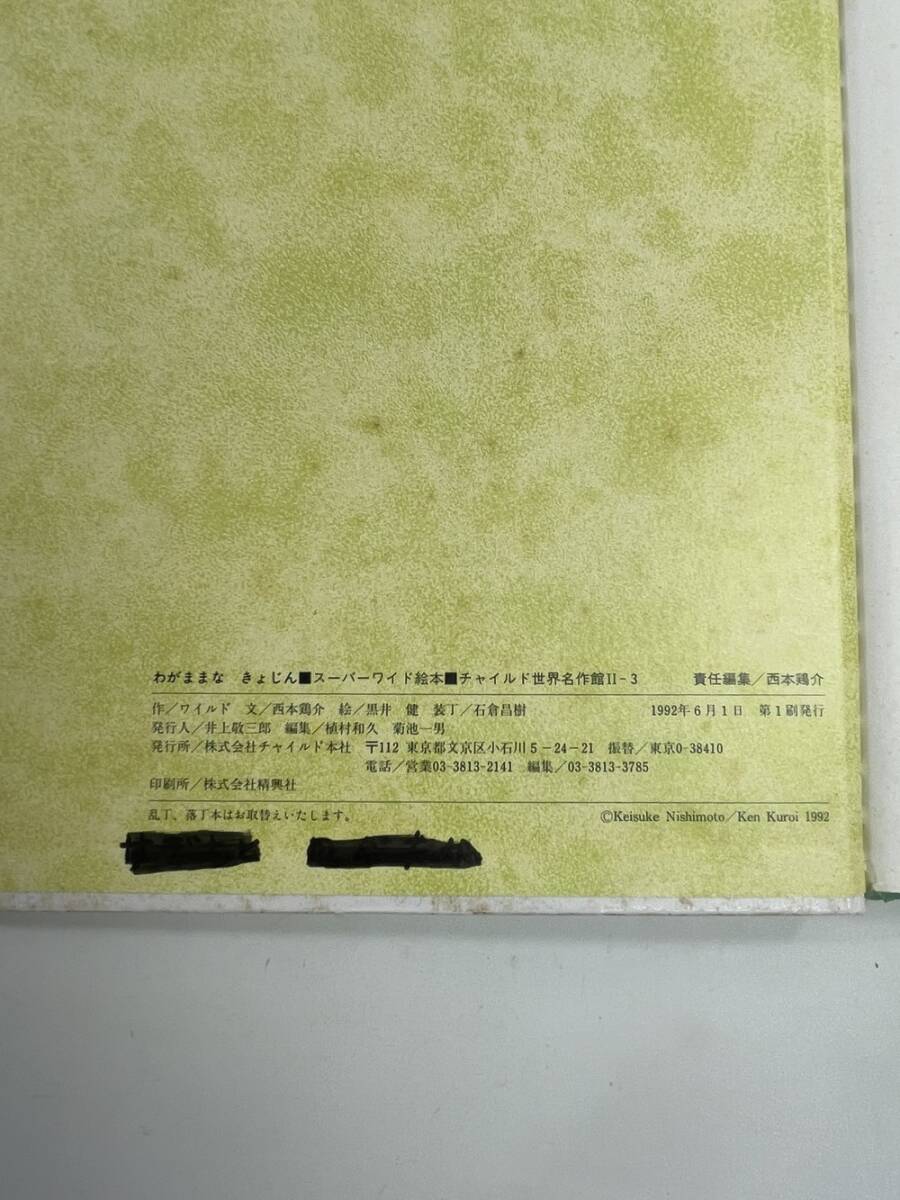 わがままな きょじん■スーパーワイド絵本■チャイルド世界名作館II-3 責任編集／西本鶏介
作／ワイルド 文／西本鶏介 絵／黒井 健 装丁／石倉昌樹 1992年6月1日 第1刷発行
発行人／井上敬三郎 編集／植村和久 菊池一男
発行所／株式会社チャイルド本社 〒112 東京都文京区小石川5-24-21 振替／東京0-38410
電話／営業03-3813-2141 編集／03-3813-3785
印刷所／株式会社精興社
乱丁、落丁本はお取替えいたします。 ©Keisuke Nishimoto／Ken Kuroi 1992